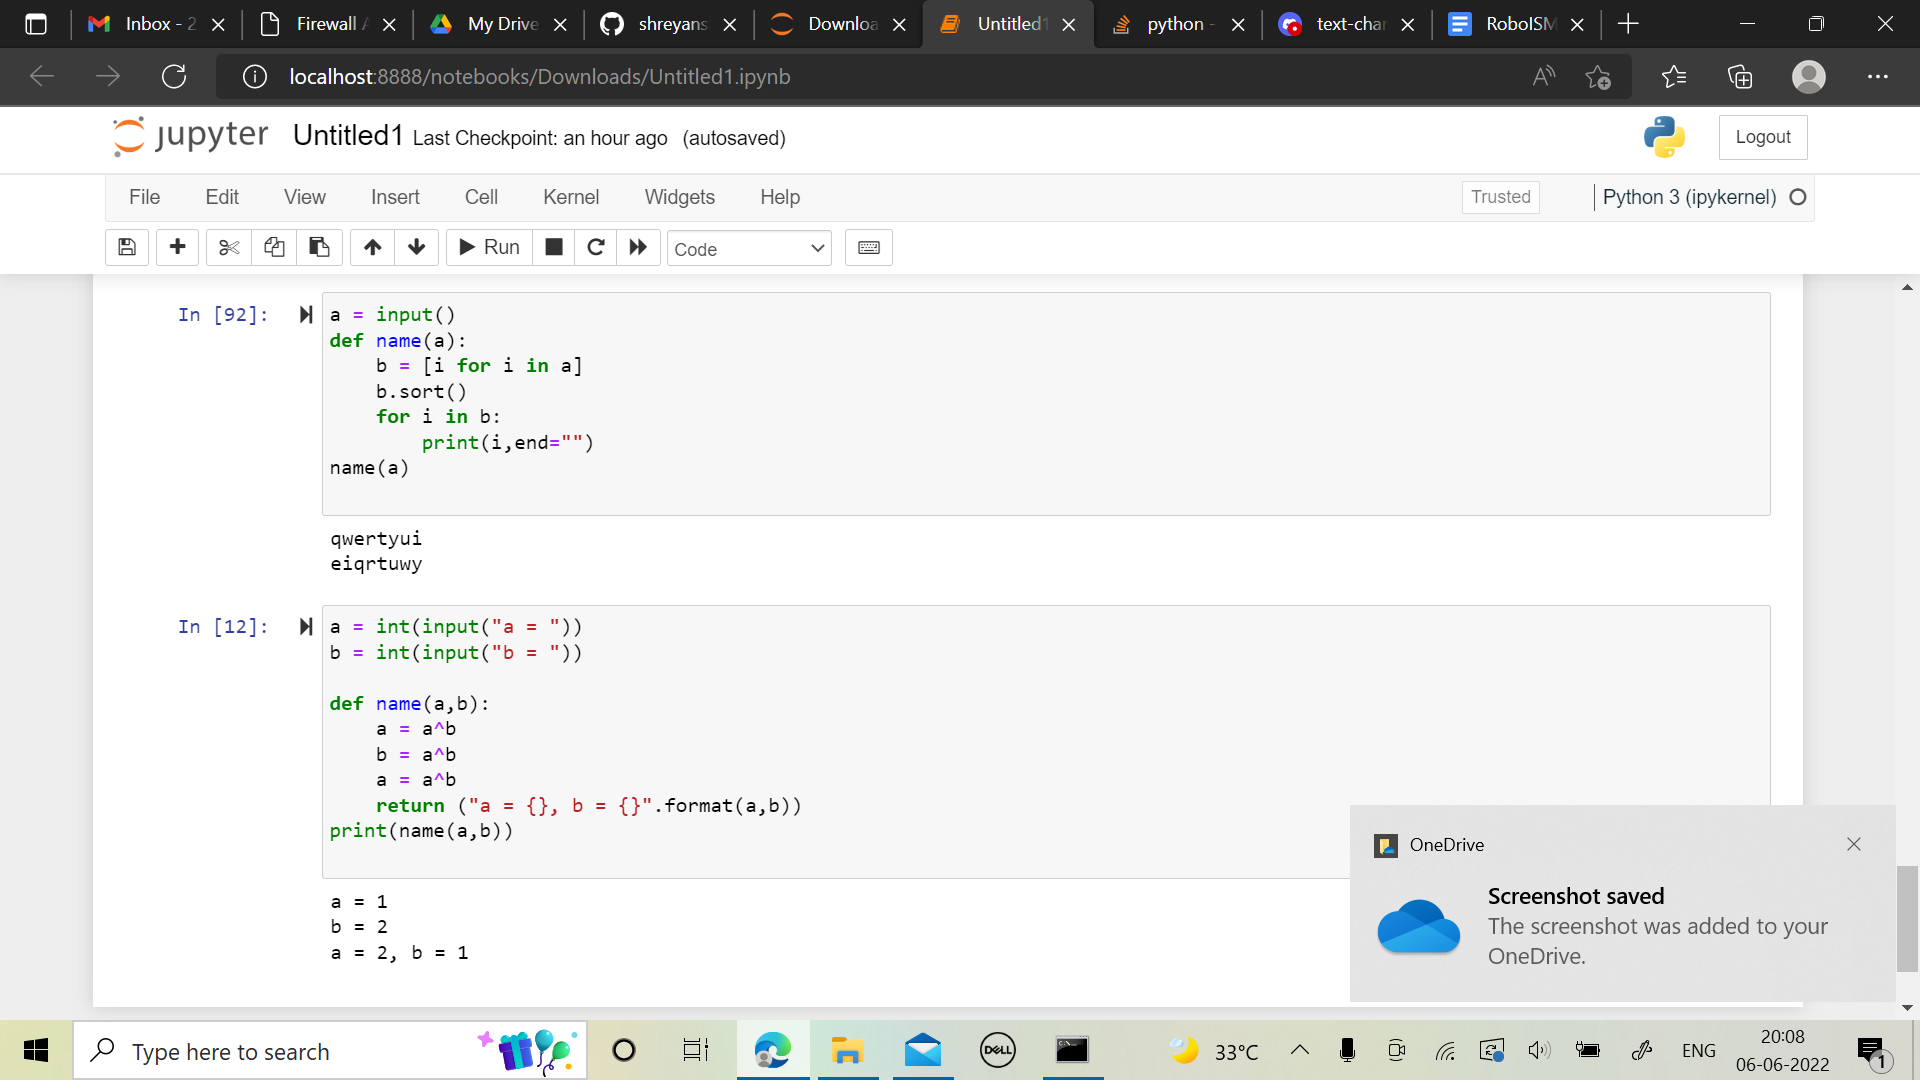 Inbox - 2
Firewall A
My Drive
shreyans
Downloa
Untitled1
python -
text-char
RoboISM
localhost:8888/notebooks/Downloads/Untitled1.ipynb
jupyter Untitled1 Last Checkpoint: an hour ago (autosaved)
Logout
File Edit View Insert Cell Kernel Widgets Help
Trusted
Python 3 (ipykernel)
Run
Code
In [92]:
a = input()
def name(a):
    b = [i for i in a]
    b.sort()
    for i in b:
        print(i,end="")
name(a)
qwertyui
eiqrtuwy
In [12]:
a = int(input("a = "))
b = int(input("b = "))
def name(a,b):
    a = a^b
    b = a^b
    a = a^b
    return ("a = {}, b = {}".format(a,b))
print(name(a,b))
a = 1
b = 2
a = 2, b = 1
OneDrive
Screenshot saved
The screenshot was added to your
OneDrive.
Type here to search
DELL
33°C
ENG
20:08
06-06-2022
1